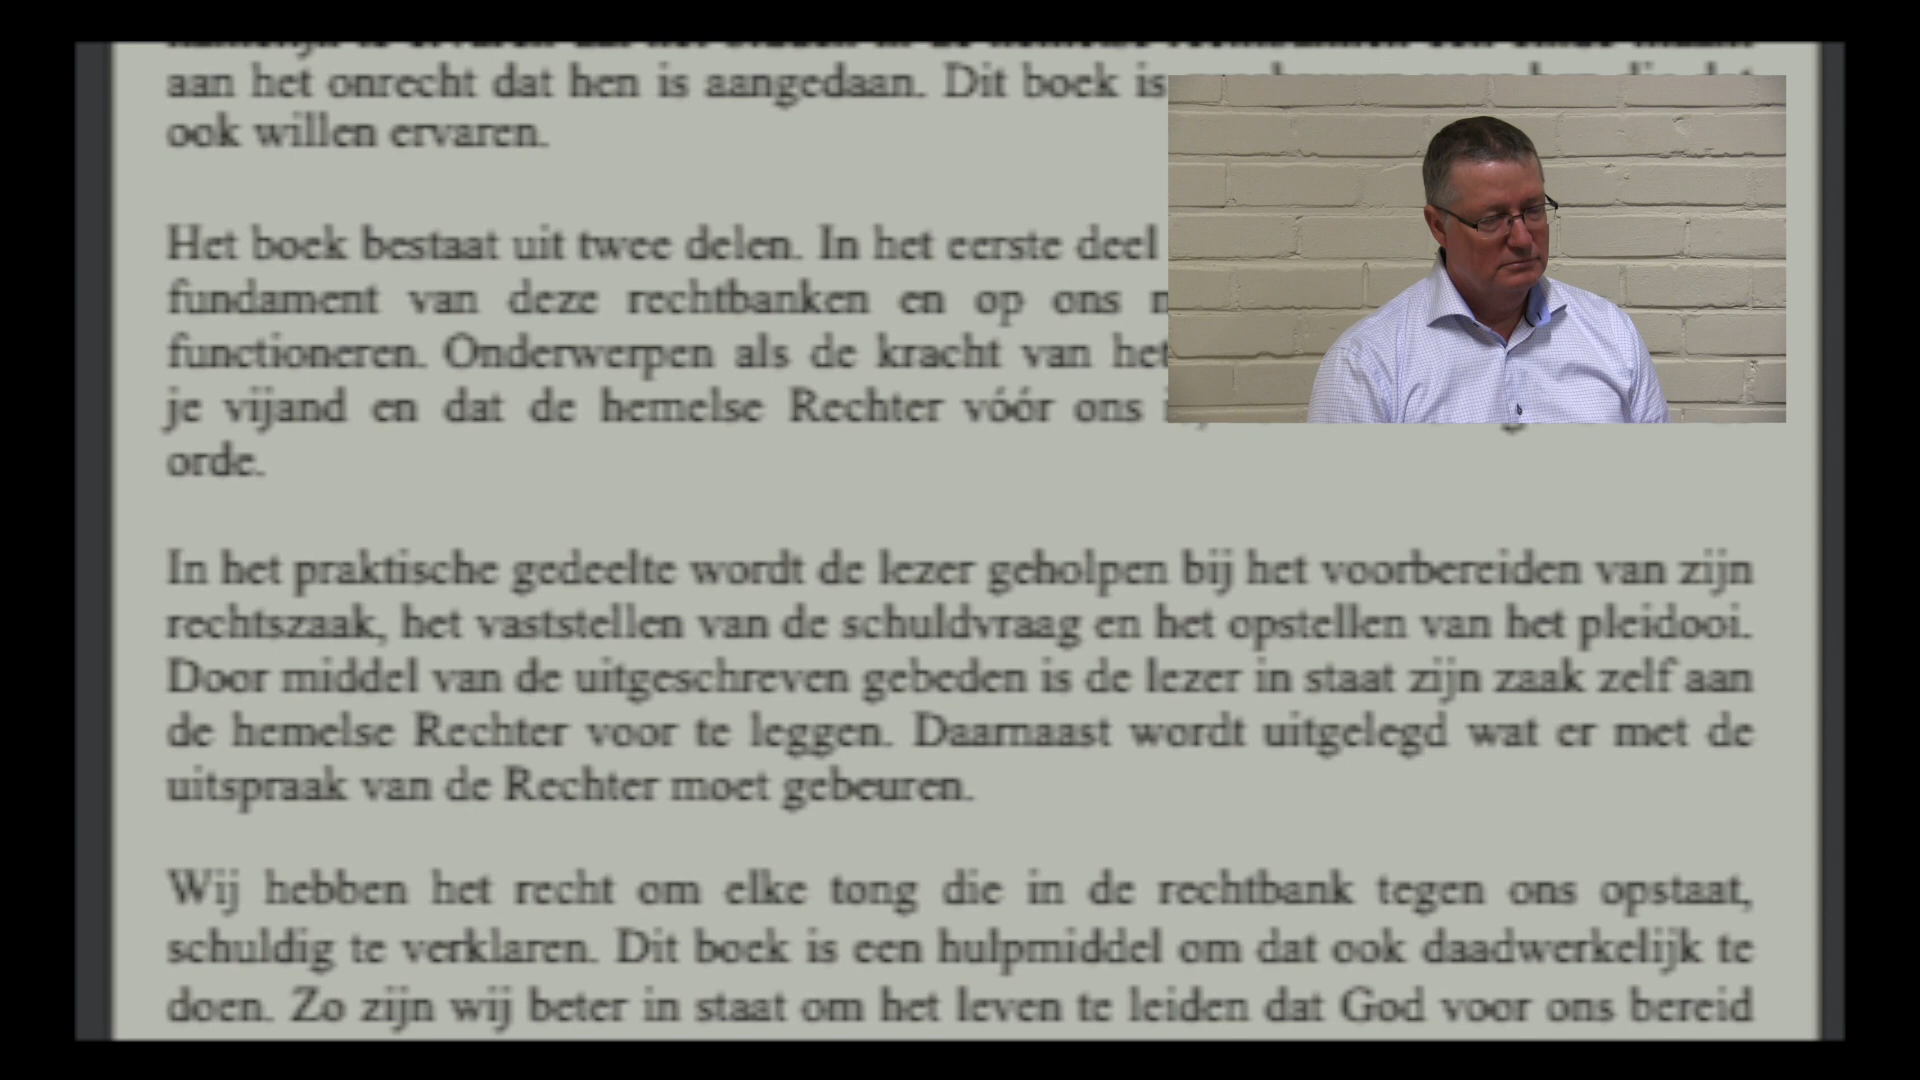 aan het onrecht dat hen is aangedaan. Dit boek is
ook willen ervaren.
Het boek bestaat uit twee delen. In het eerste deel
fundament van deze rechtbanken en op ons
functioneren. Onderwerpen als de kracht van het
je vijand en dat de hemelse Rechter vóór ons
orde.
In het praktische gedeelte wordt de lezer geholpen bij het voorbereiden van zijn
rechtszaak, het vaststellen van de schuldvraag en het opstellen van het pleidooi.
Door middel van de uitgeschreven gebeden is de lezer in staat zijn zaak zelf aan
de hemelse Rechter voor te leggen. Daarnaast wordt uitgelegd wat er met de
uitspraak van de Rechter moet gebeuren.
Wij hebben het recht om elke tong die in de rechtbank tegen ons opstaat,
schuldig te verklaren. Dit boek is een hulpmiddel om dat ook daadwerkelijk te
doen. Zo zijn wij beter in staat om het leven te leiden dat God voor ons bereid